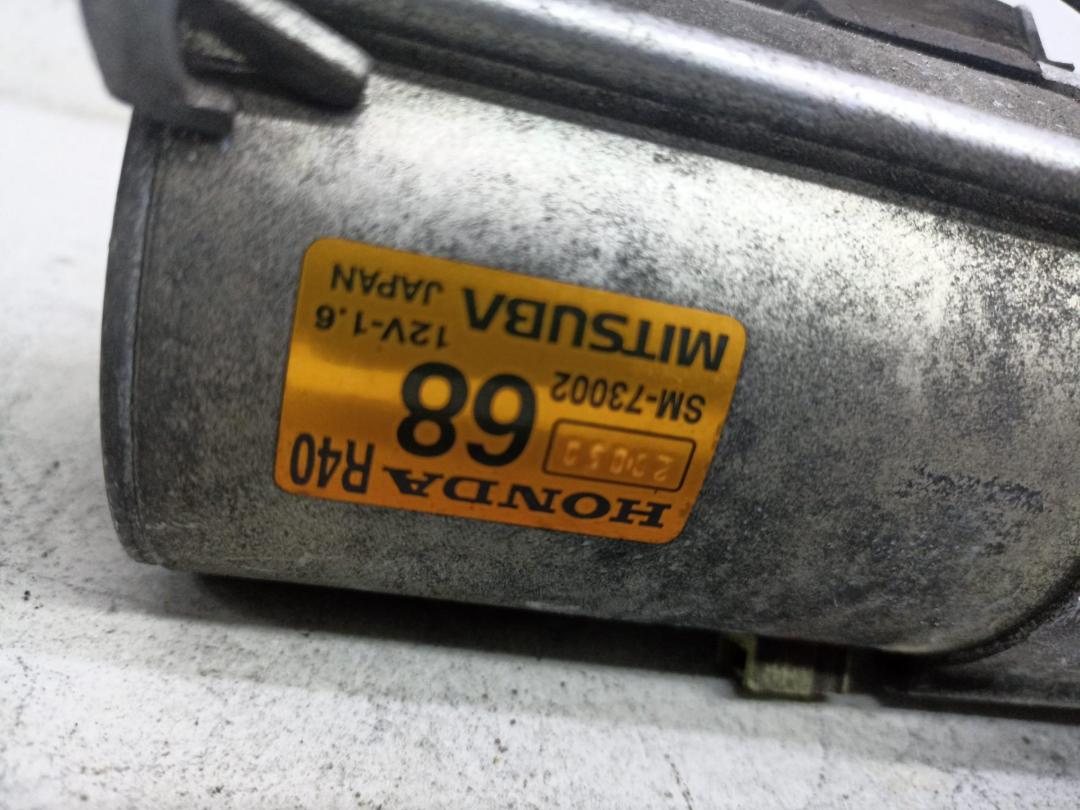 HONDA R40
68
SM-73002 12V-1.6
MITSUBA JAPAN